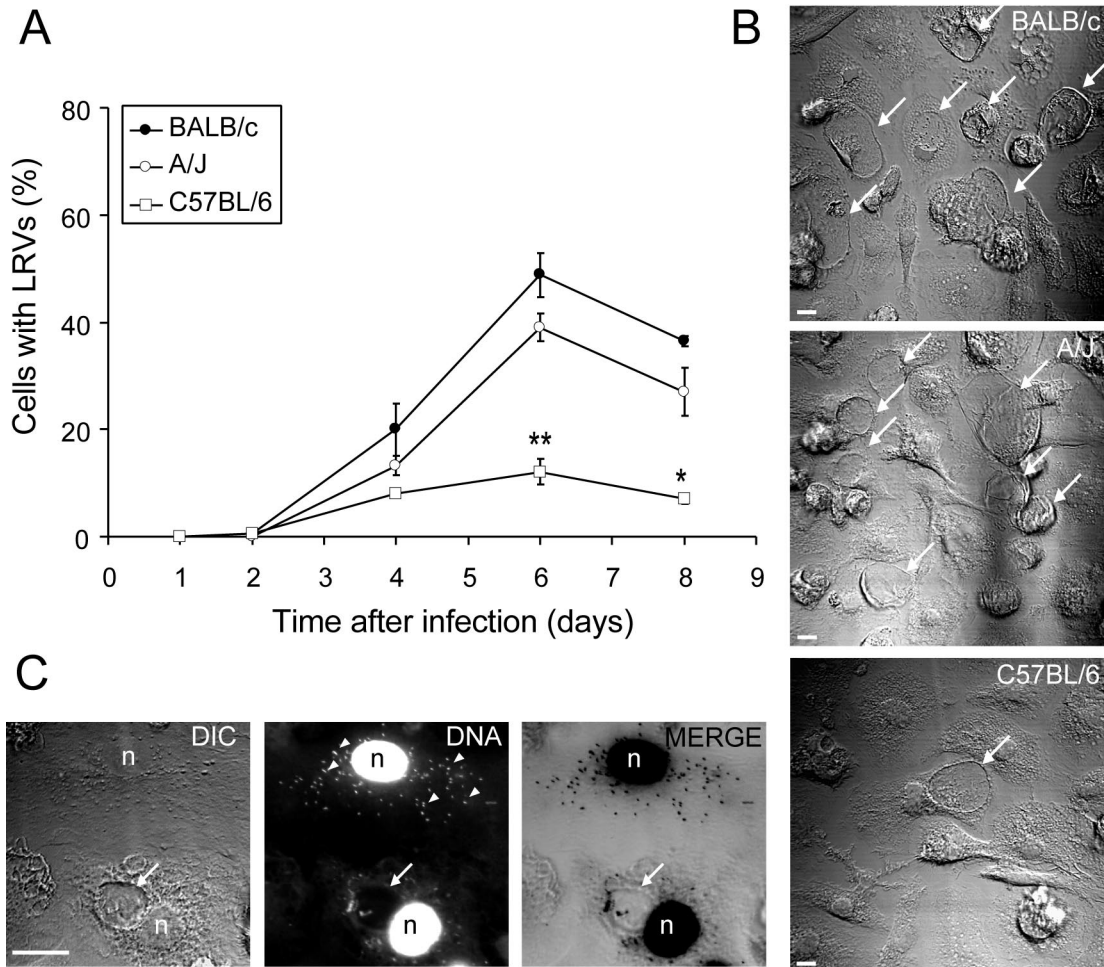 A
80
60
40
20
0
Cells with LRVs (%)
BALB/c
A/J
C57BL/6
**
*
0 1 2 3 4 5 6 7 8 9
Time after infection (days)
B
BALB/c
A/J
C57BL/6
C
DIC
n
n
DNA
n
n
MERGE
n
n